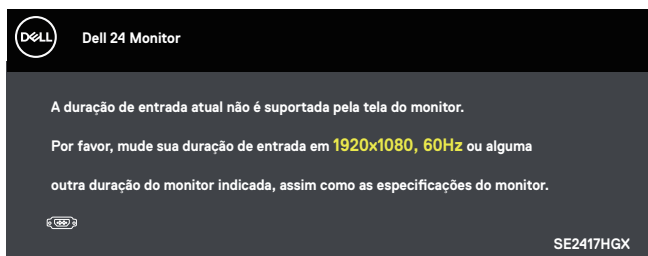 DELL
Dell 24 Monitor
A duração de entrada atual não é suportada pela tela do monitor.
Por favor, mude sua duração de entrada em 1920x1080, 60Hz ou alguma
outra duração do monitor indicada, assim como as especificações do monitor.
SE2417HGX